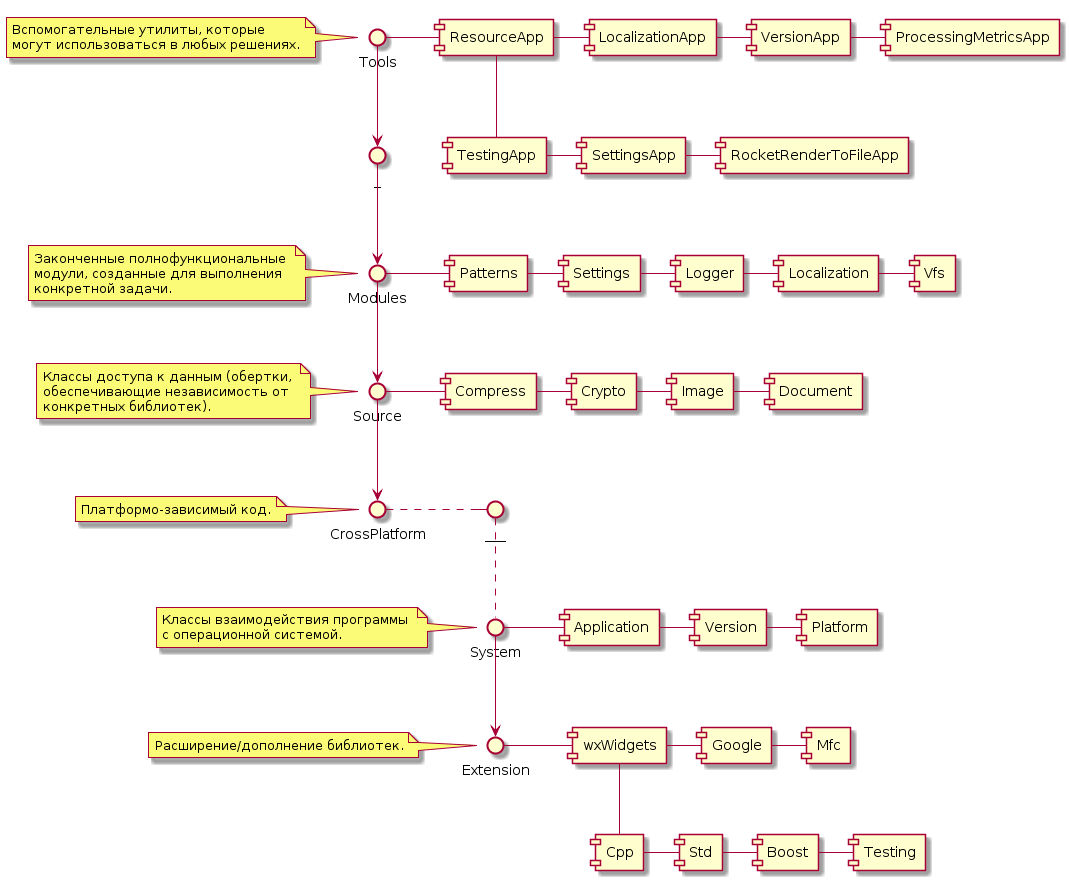 Вспомогательные утилиты, которые
могут использоваться в любых решениях.
Tools
ResourceApp
LocalizationApp
VersionApp
ProcessingMetricsApp
TestingApp
SettingsApp
RocketRenderToFileApp
Законченные полнофункциональные
модули, созданные для выполнения
конкретной задачи.
Modules
Patterns
Settings
Logger
Localization
Vfs
Классы доступа к данным (обертки,
обеспечивающие независимость от
конкретных библиотек).
Source
Compress
Crypto
Image
Document
Платформо-зависимый код.
CrossPlatform
Классы взаимодействия программы
с операционной системой.
System
Application
Version
Platform
Расширение/дополнение библиотек.
Extension
wxWidgets
Google
Mfc
Cpp
Std
Boost
Testing